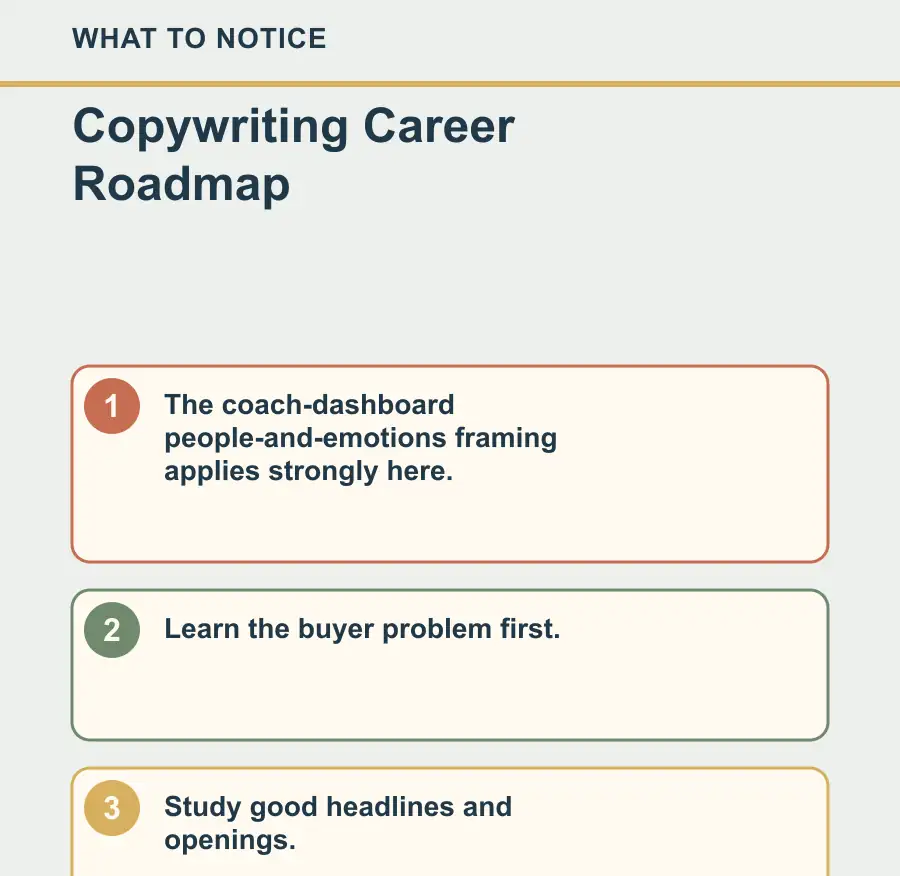 WHAT TO NOTICE
Copywriting Career
Roadmap
1
The coach-dashboard
people-and-emotions framing
applies strongly here.
2
Learn the buyer problem first.
3
Study good headlines and
openings.